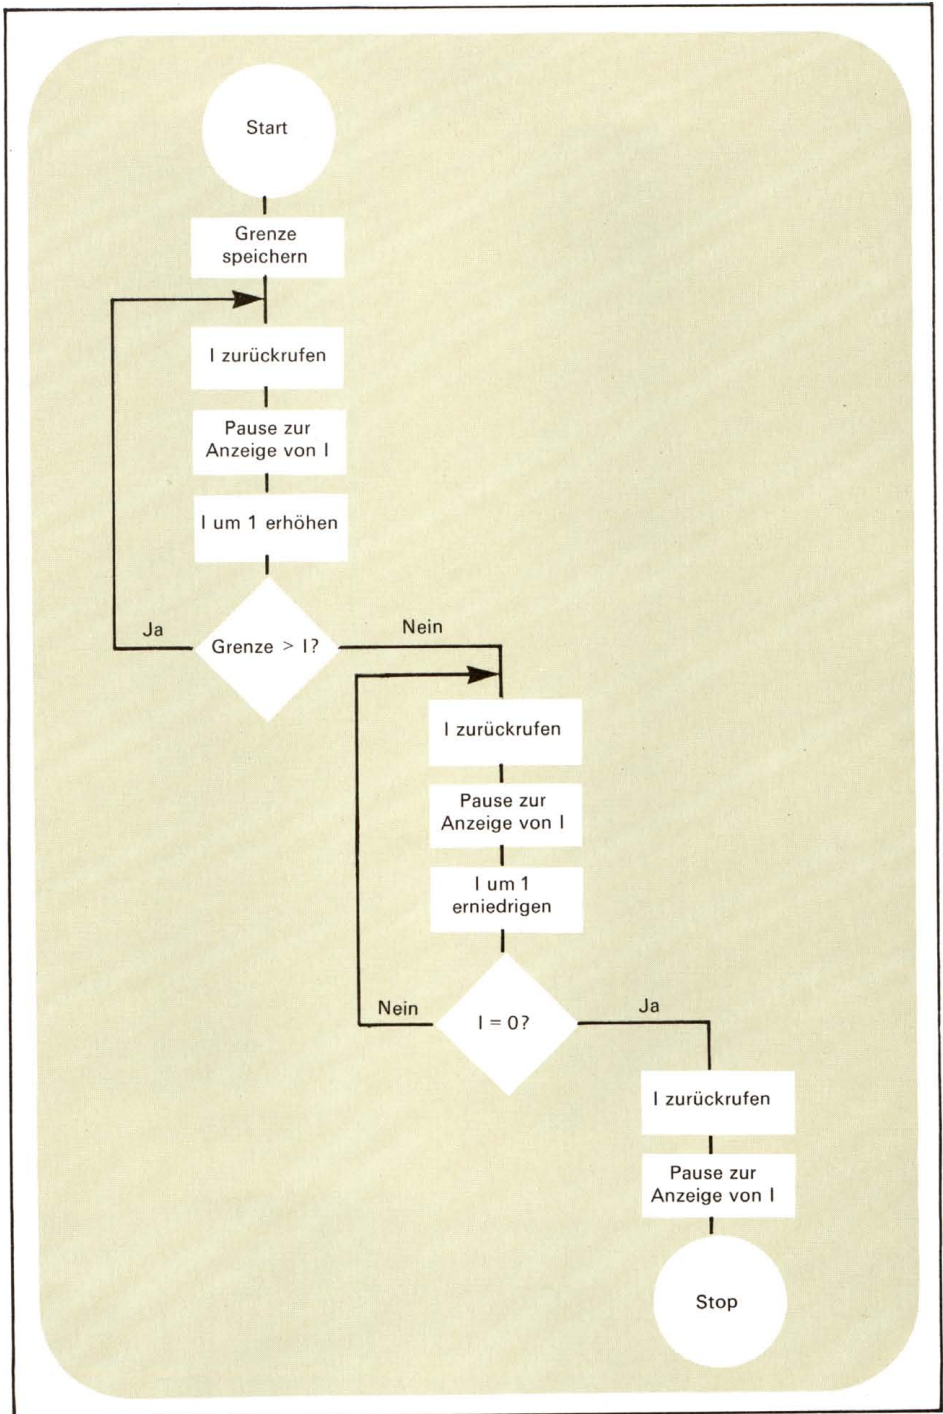 Start
Grenze
speichern
I zurückrufen
Pause zur
Anzeige von I
I um 1 erhöhen
Ja
Grenze > I?
Nein
I zurückrufen
Pause zur
Anzeige von I
I um 1
erniedrigen
Nein
I = 0?
Ja
I zurückrufen
Pause zur
Anzeige von I
Stop